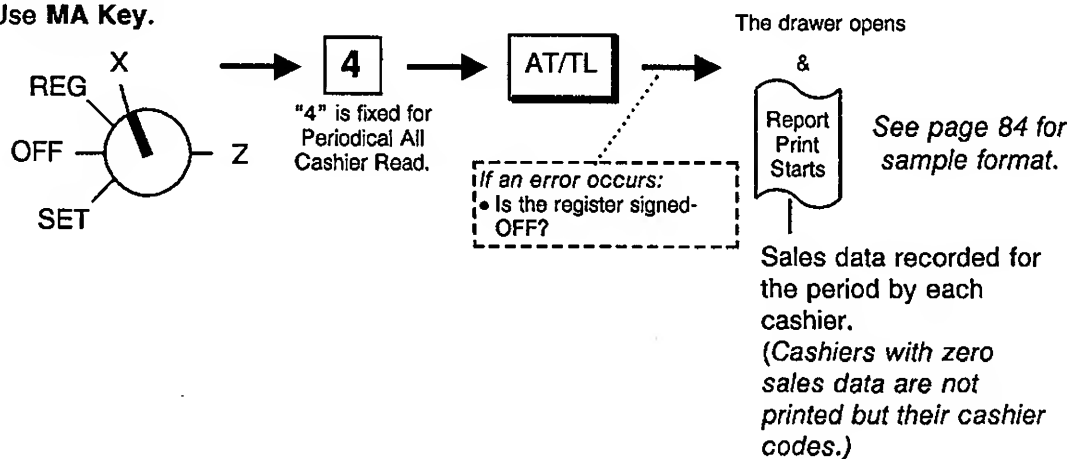 Use MA Key.
X
REG
OFF
Z
SET
4
"4" is fixed for
Periodical All
Cashier Read.
AT/TL
If an error occurs:
• Is the register signed-
OFF?
The drawer opens
&
Report
Print
Starts
See page 84 for
sample format.
Sales data recorded for
the period by each
cashier.
(Cashiers with zero
sales data are not
printed but their cashier
codes.)